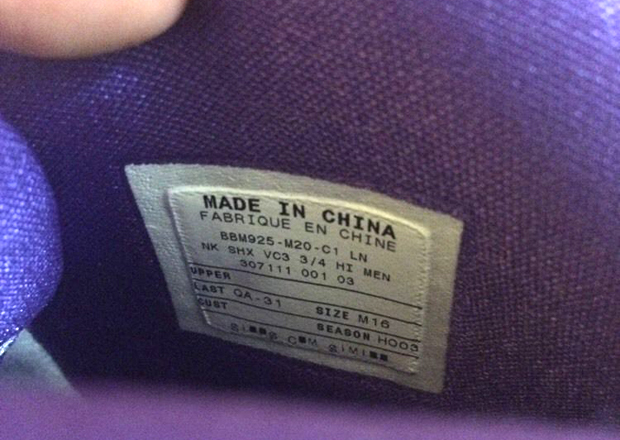 MADE IN CHINA
FABRIQUE EN CHINE
BBM925-M20-C1 LN
NK SHX VC3 3/4 HI MEN
307111 001 03
UPPER
LAST QA-31 SIZE M16
CUST SEASON HO03